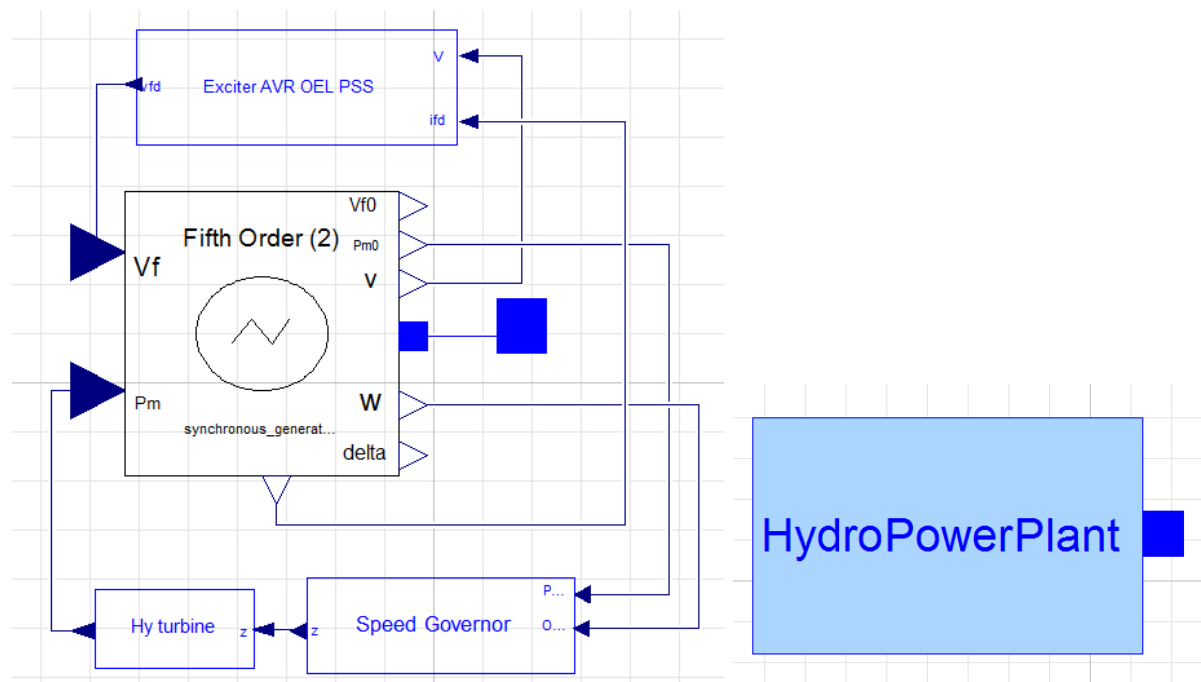 V
vfd
Exciter AVR OEL PSS
ifd
Vf0
Fifth Order (2)
Pm0
Vf
v
Pm
w
synchronous_generat...
delta
P...
Hy turbine
z
z
Speed Governor
O...
HydroPowerPlant